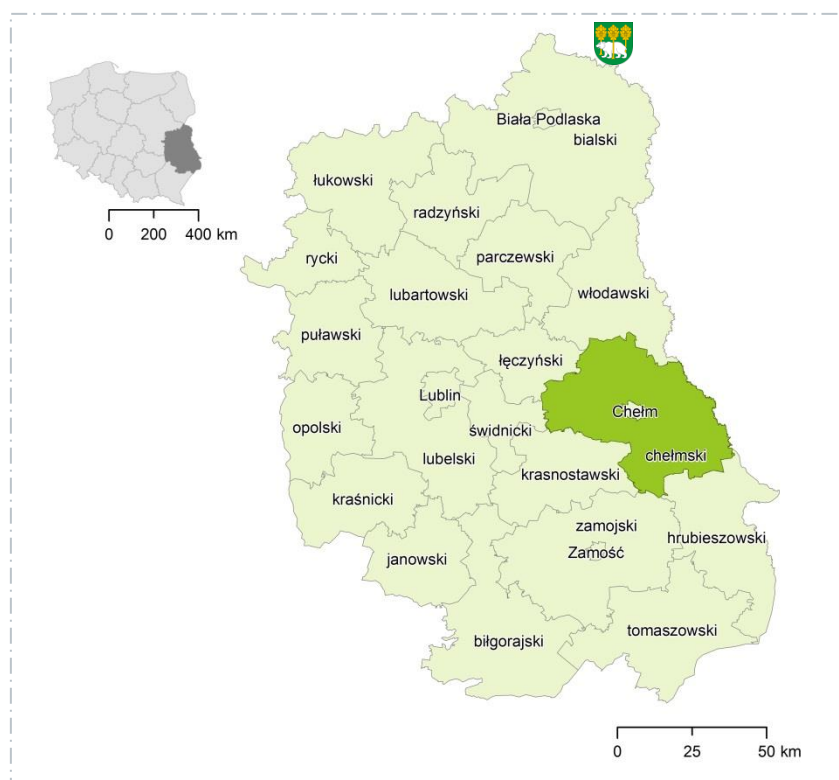 Biała Podlaska
bialski
łukowski
radzyński
0 200 400 km
rycki
parczewski
lubartowski
włodawski
puławski
łęczyński
Lublin
Chełm
opolski
świdnicki
lubelski
chełmski
krasnostawski
kraśnicki
zamojski
hrubieszowski
janowski
Zamość
tomaszowski
biłgorajski
0 25 50 km